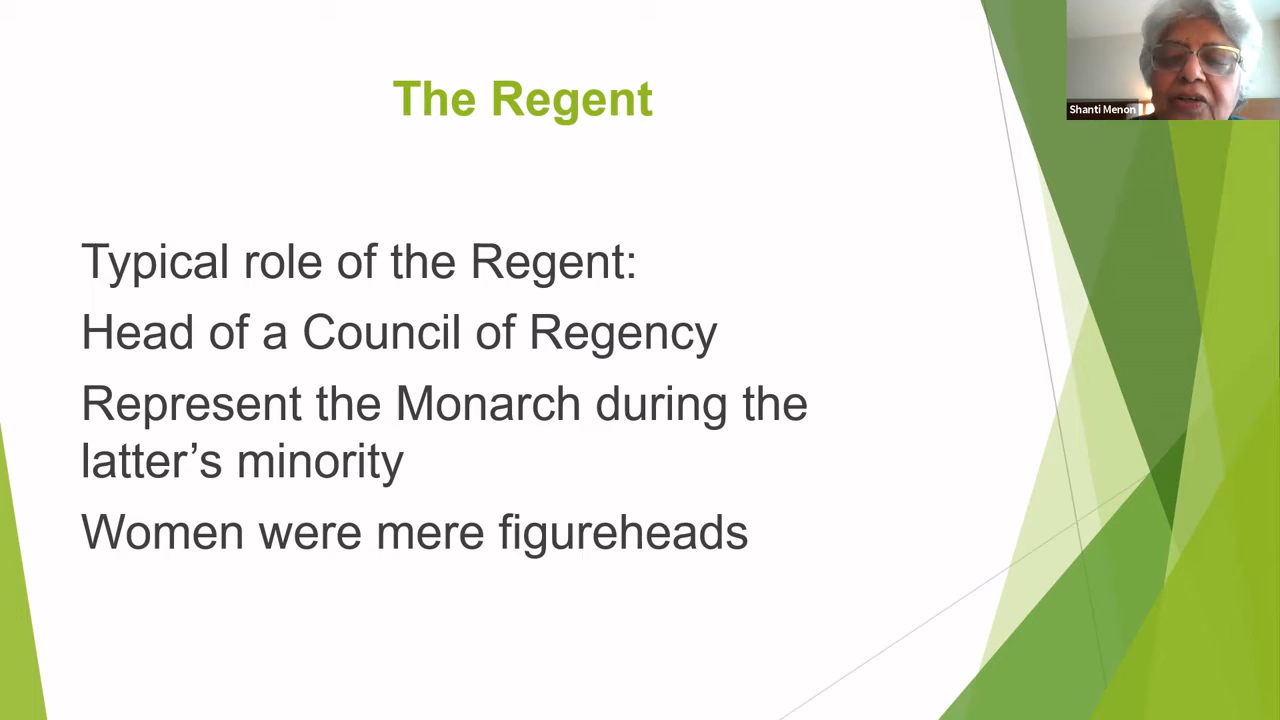 The Regent
Shanti Menon
Typical role of the Regent:
Head of a Council of Regency
Represent the Monarch during the
latter’s minority
Women were mere figureheads